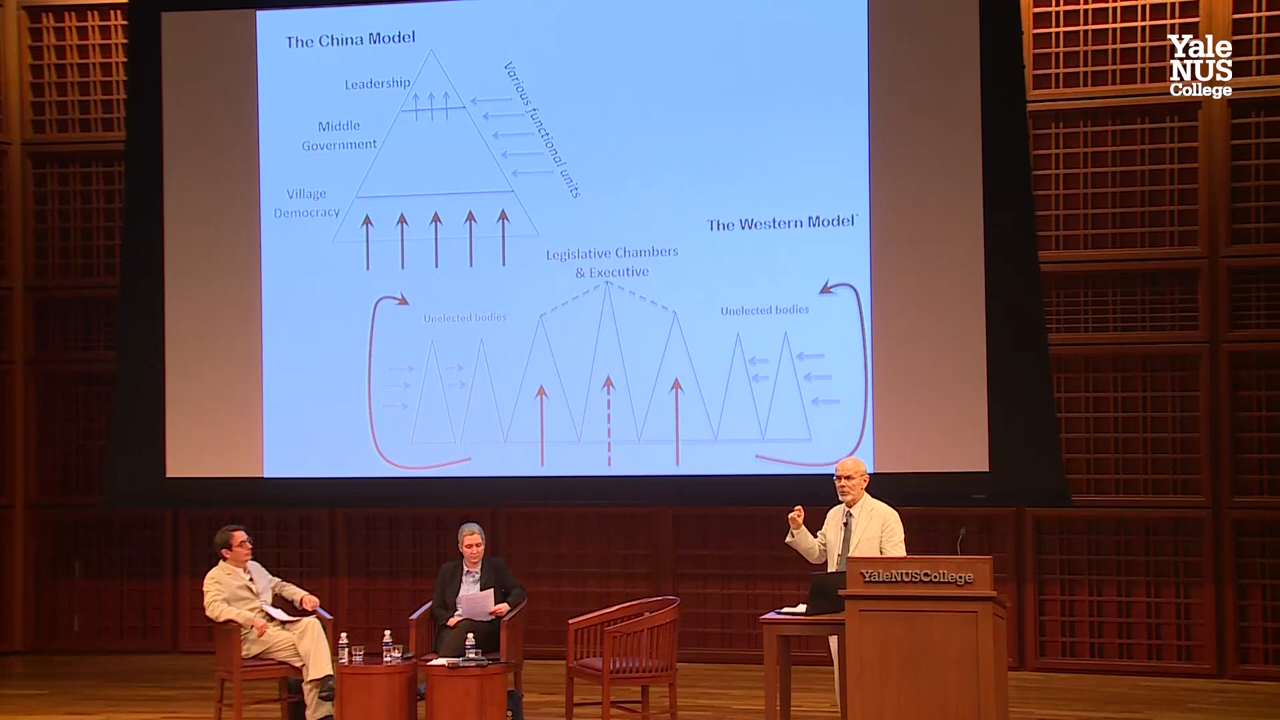 The China Model
Leadership
Middle
Government
Village
Democracy
Various functional units
The Western Model
Legislative Chambers
& Executive
Unelected bodies
Unelected bodies
YaleNUSCollege
Yale
NUS
College